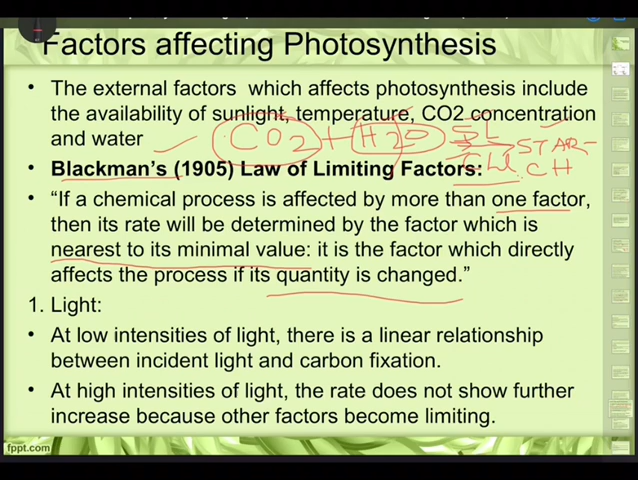 Factors affecting Photosynthesis
• The external factors which affects photosynthesis include
the availability of sunlight, temperature, CO2 concentration
and water
CO2 + H2O SL STAR-
CHL CH
• Blackman's (1905) Law of Limiting Factors:
• “If a chemical process is affected by more than one factor,
then its rate will be determined by the factor which is
nearest to its minimal value: it is the factor which directly
affects the process if its quantity is changed.”
1. Light:
• At low intensities of light, there is a linear relationship
between incident light and carbon fixation.
• At high intensities of light, the rate does not show further
increase because other factors become limiting.
fppt.com